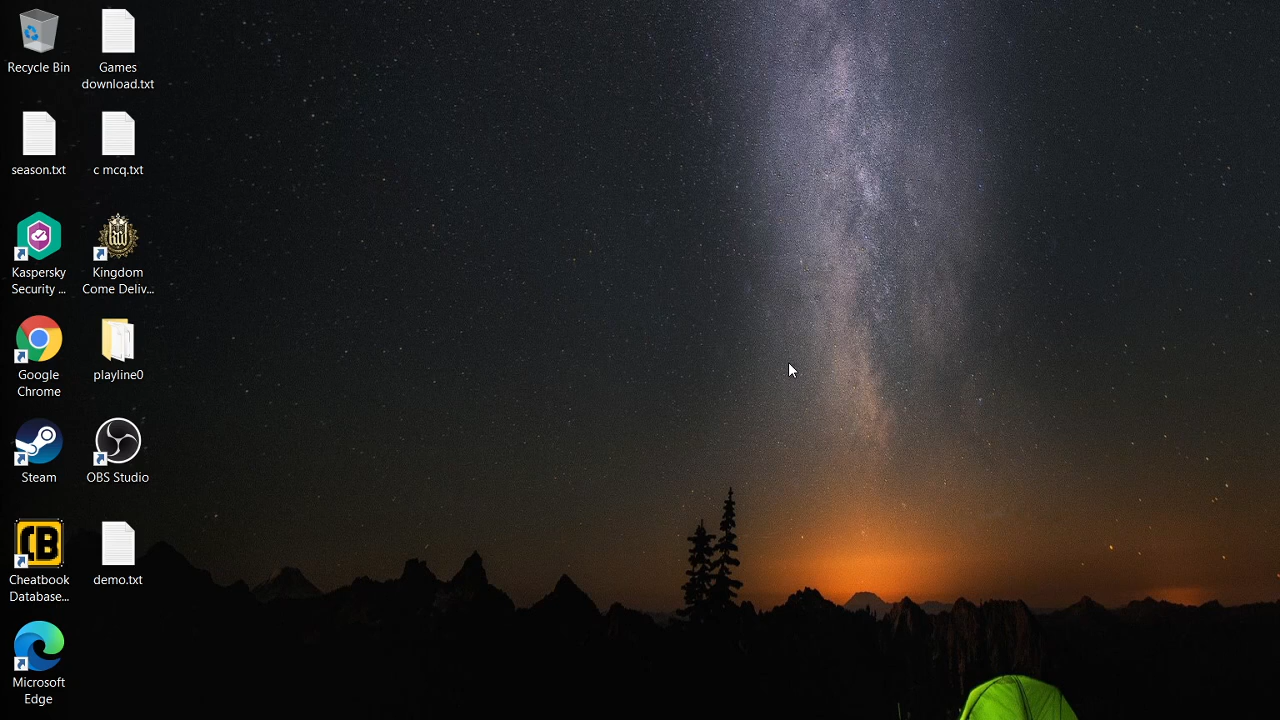 Recycle Bin
Games
download.txt
season.txt
c mcq.txt
Kaspersky
Security ...
Kingdom
Come Deliv...
Google
Chrome
playline0
Steam
OBS Studio
CB
Cheatbook
Database...
demo.txt
Microsoft
Edge